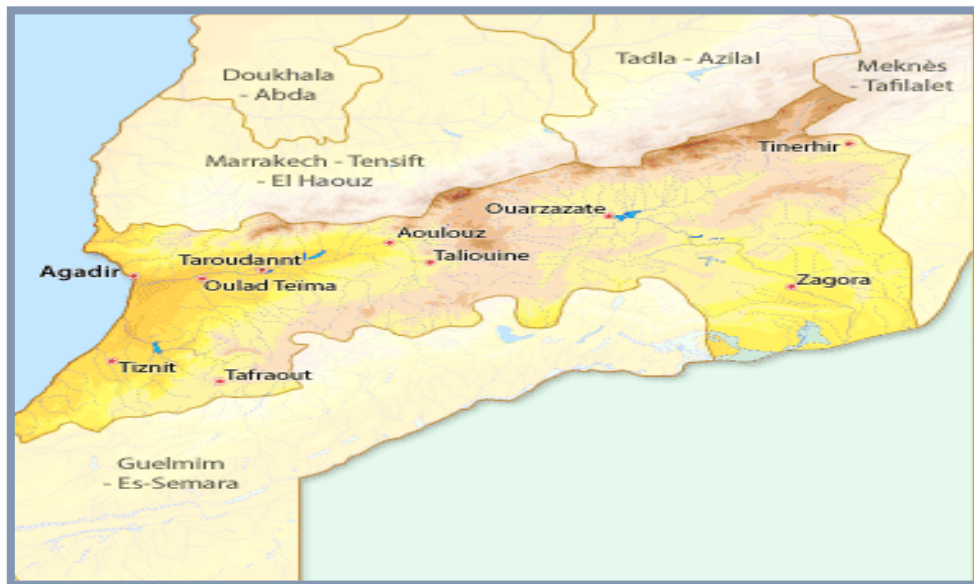 Doukhala
- Abda
Tadla - Azilal
Meknès
- Tafilalet
Marrakech - Tensift
- El Haouz
Tinerhir
Ouarzazate
Aoulouz
Taliouine
Taroudannt
Agadir
Oulad Teïma
Zagora
Tiznit
Tafraout
Guelmim
- Es-Semara